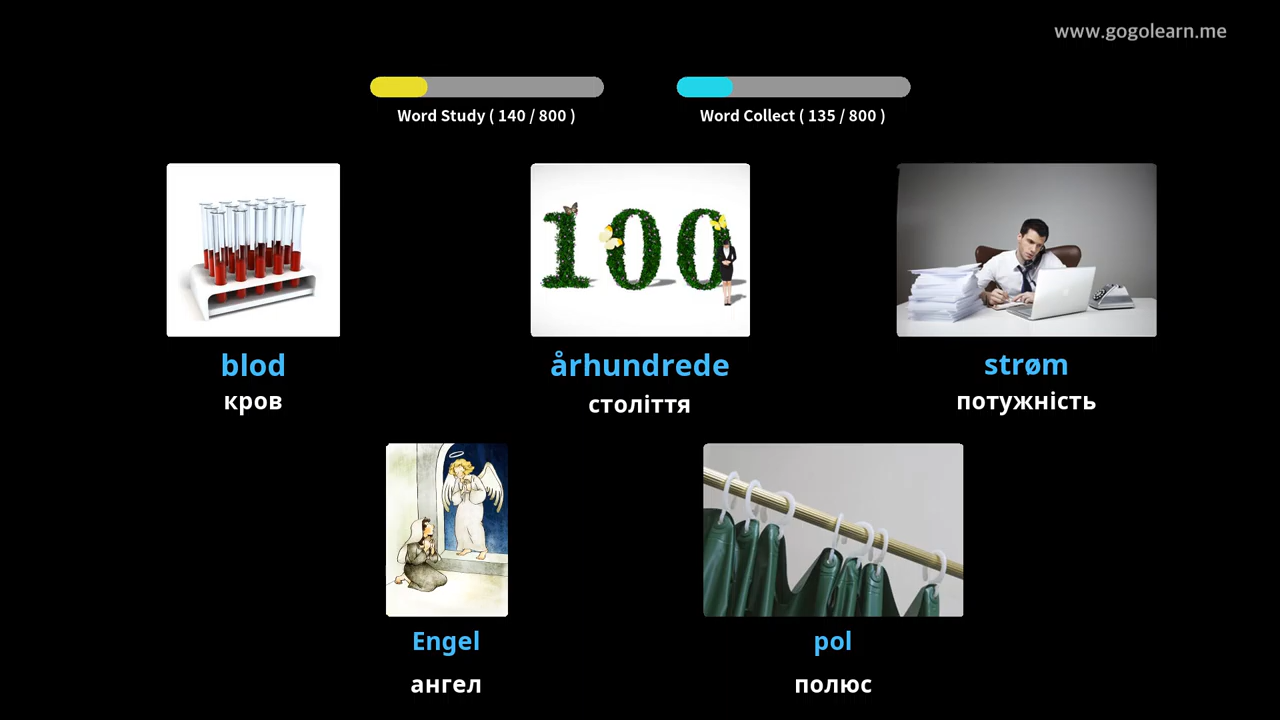 www.gogolearn.me
Word Study ( 140 / 800 )
Word Collect ( 135 / 800 )
100
blod
кров
århundrede
століття
strøm
потужність
Engel
ангел
pol
полюс